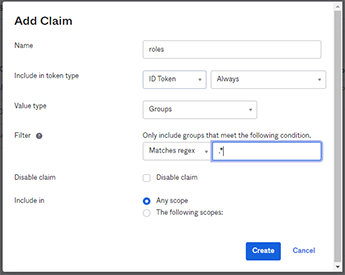 Add Claim
Name
roles
Include in token type
ID Token
Always
Value type
Groups
Filter
Only include groups that meet the following condition.
Matches regex
.*
Disable claim
Disable claim
Include in
Any scope
The following scopes:
Create
Cancel